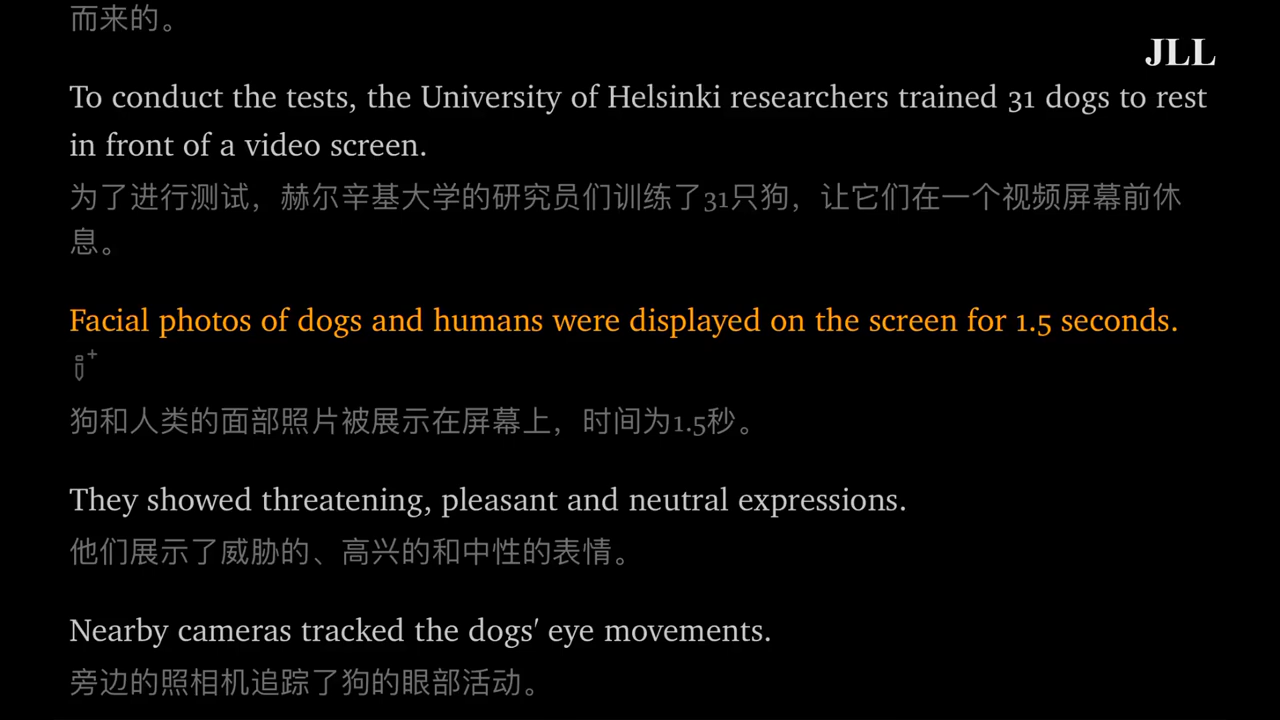 而来的。
JLL
To conduct the tests, the University of Helsinki researchers trained 31 dogs to rest
in front of a video screen.
为了进行测试，赫尔辛基大学的研究员们训练了31只狗，让它们在一个视频屏幕前休
息。
Facial photos of dogs and humans were displayed on the screen for 1.5 seconds.
狗和人类的面部照片被展示在屏幕上，时间为1.5秒。
They showed threatening, pleasant and neutral expressions.
他们展示了威胁的、高兴的和中性的表情。
Nearby cameras tracked the dogs' eye movements.
旁边的照相机追踪了狗的眼部活动。